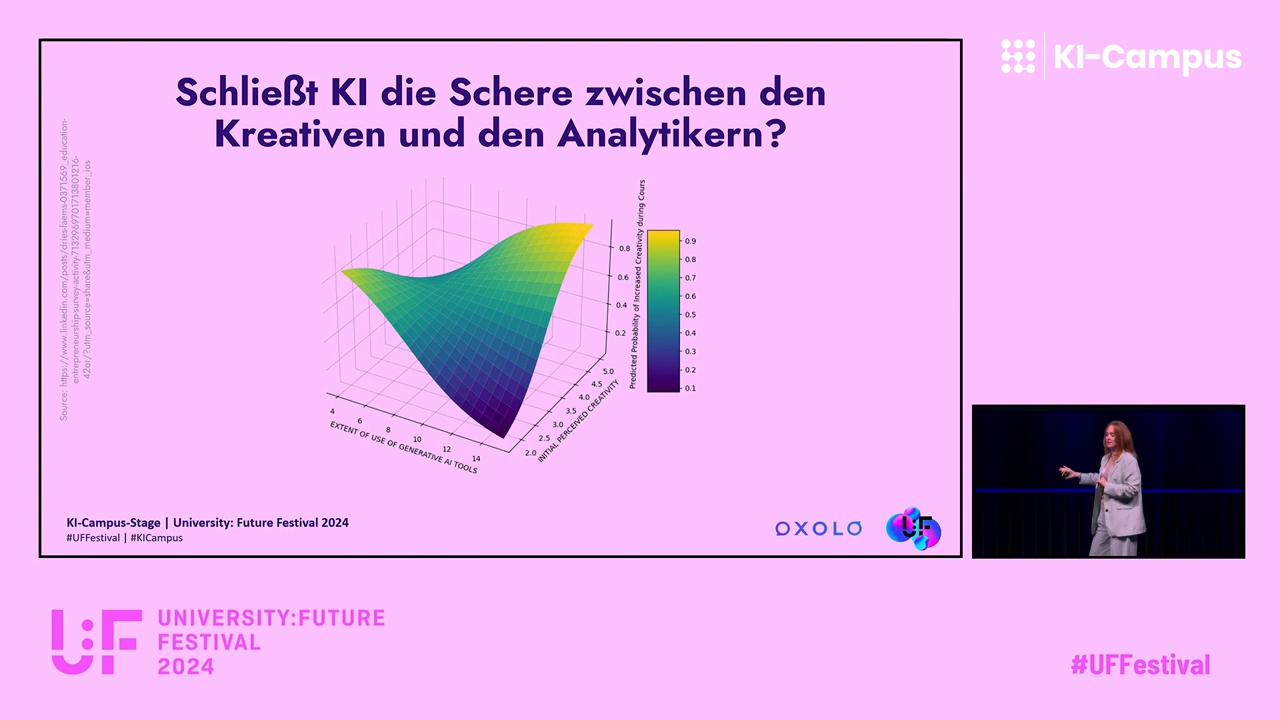 KI-Campus
Schließt KI die Schere zwischen den
Kreativen und den Analytikern?
Source: https://www.linkedin.com/posts/dries-faems-0371569_education-
entrepreneurship-survey-activity-7132969701713801216-
42or/?utm_source=share&utm_medium=member_ios
Predicted Probability of Increased Creativity during Cours
0.9
0.8
0.7
0.6
0.5
0.4
0.3
0.2
0.1
0.8
0.6
0.4
0.2
4
6
8
10
12
14
EXTENT OF USE OF GENERATIVE AI TOOLS
5.0
4.5
4.0
3.5
3.0
2.5
2.0
INITIAL PERCEIVED CREATIVITY
KI-Campus-Stage | University: Future Festival 2024
#UFFestival | #KICampus
OXOLO
U:F
U:F
UNIVERSITY:FUTURE
FESTIVAL
2024
#UFFestival